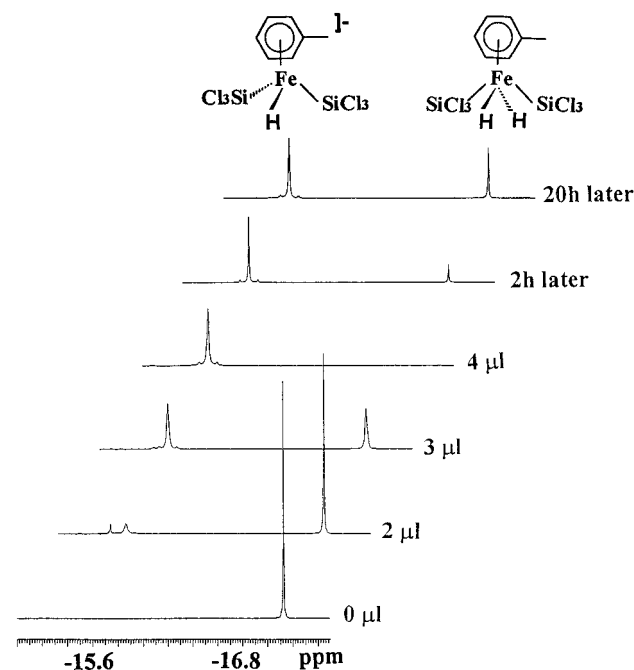 ]-
Fe
Cl3Si
SiCl3
H
Fe
SiCl3
SiCl3
H
H
20h later
2h later
4 µl
3 µl
2 µl
0 µl
-15.6
-16.8
ppm